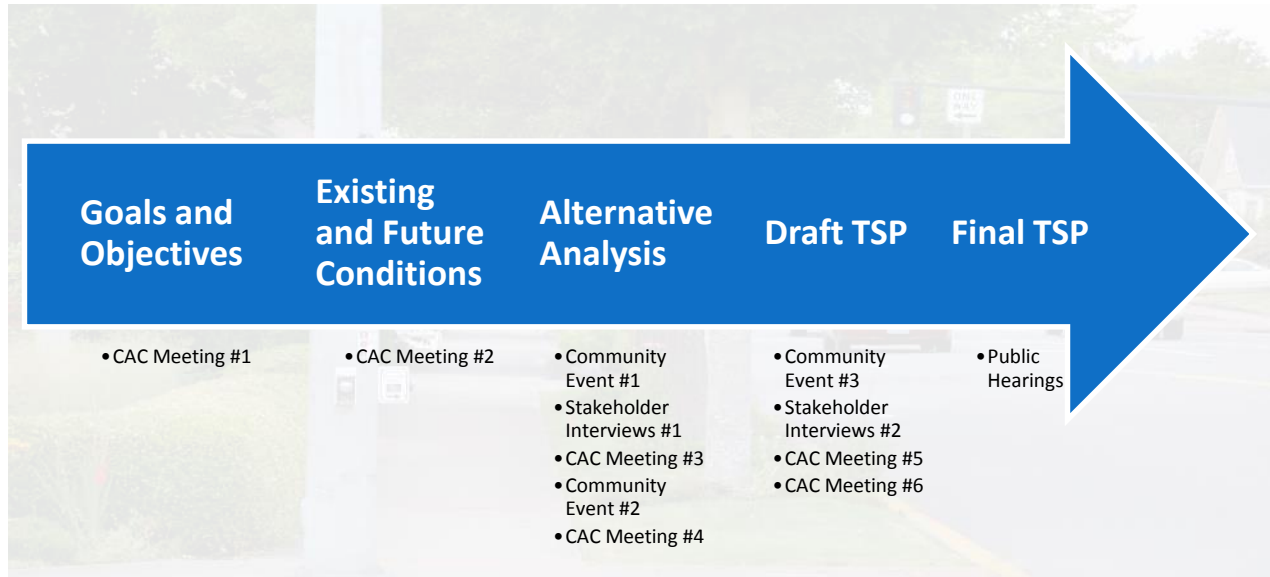 Goals and
Objectives
Existing
and Future
Conditions
Alternative
Analysis
Draft TSP
Final TSP
•CAC Meeting #1
•CAC Meeting #2
•Community
Event #1
•Stakeholder
Interviews #1
•CAC Meeting #3
•Community
Event #2
•CAC Meeting #4
•Community
Event #3
•Stakeholder
Interviews #2
•CAC Meeting #5
•CAC Meeting #6
•Public
Hearings
ONE
WAY